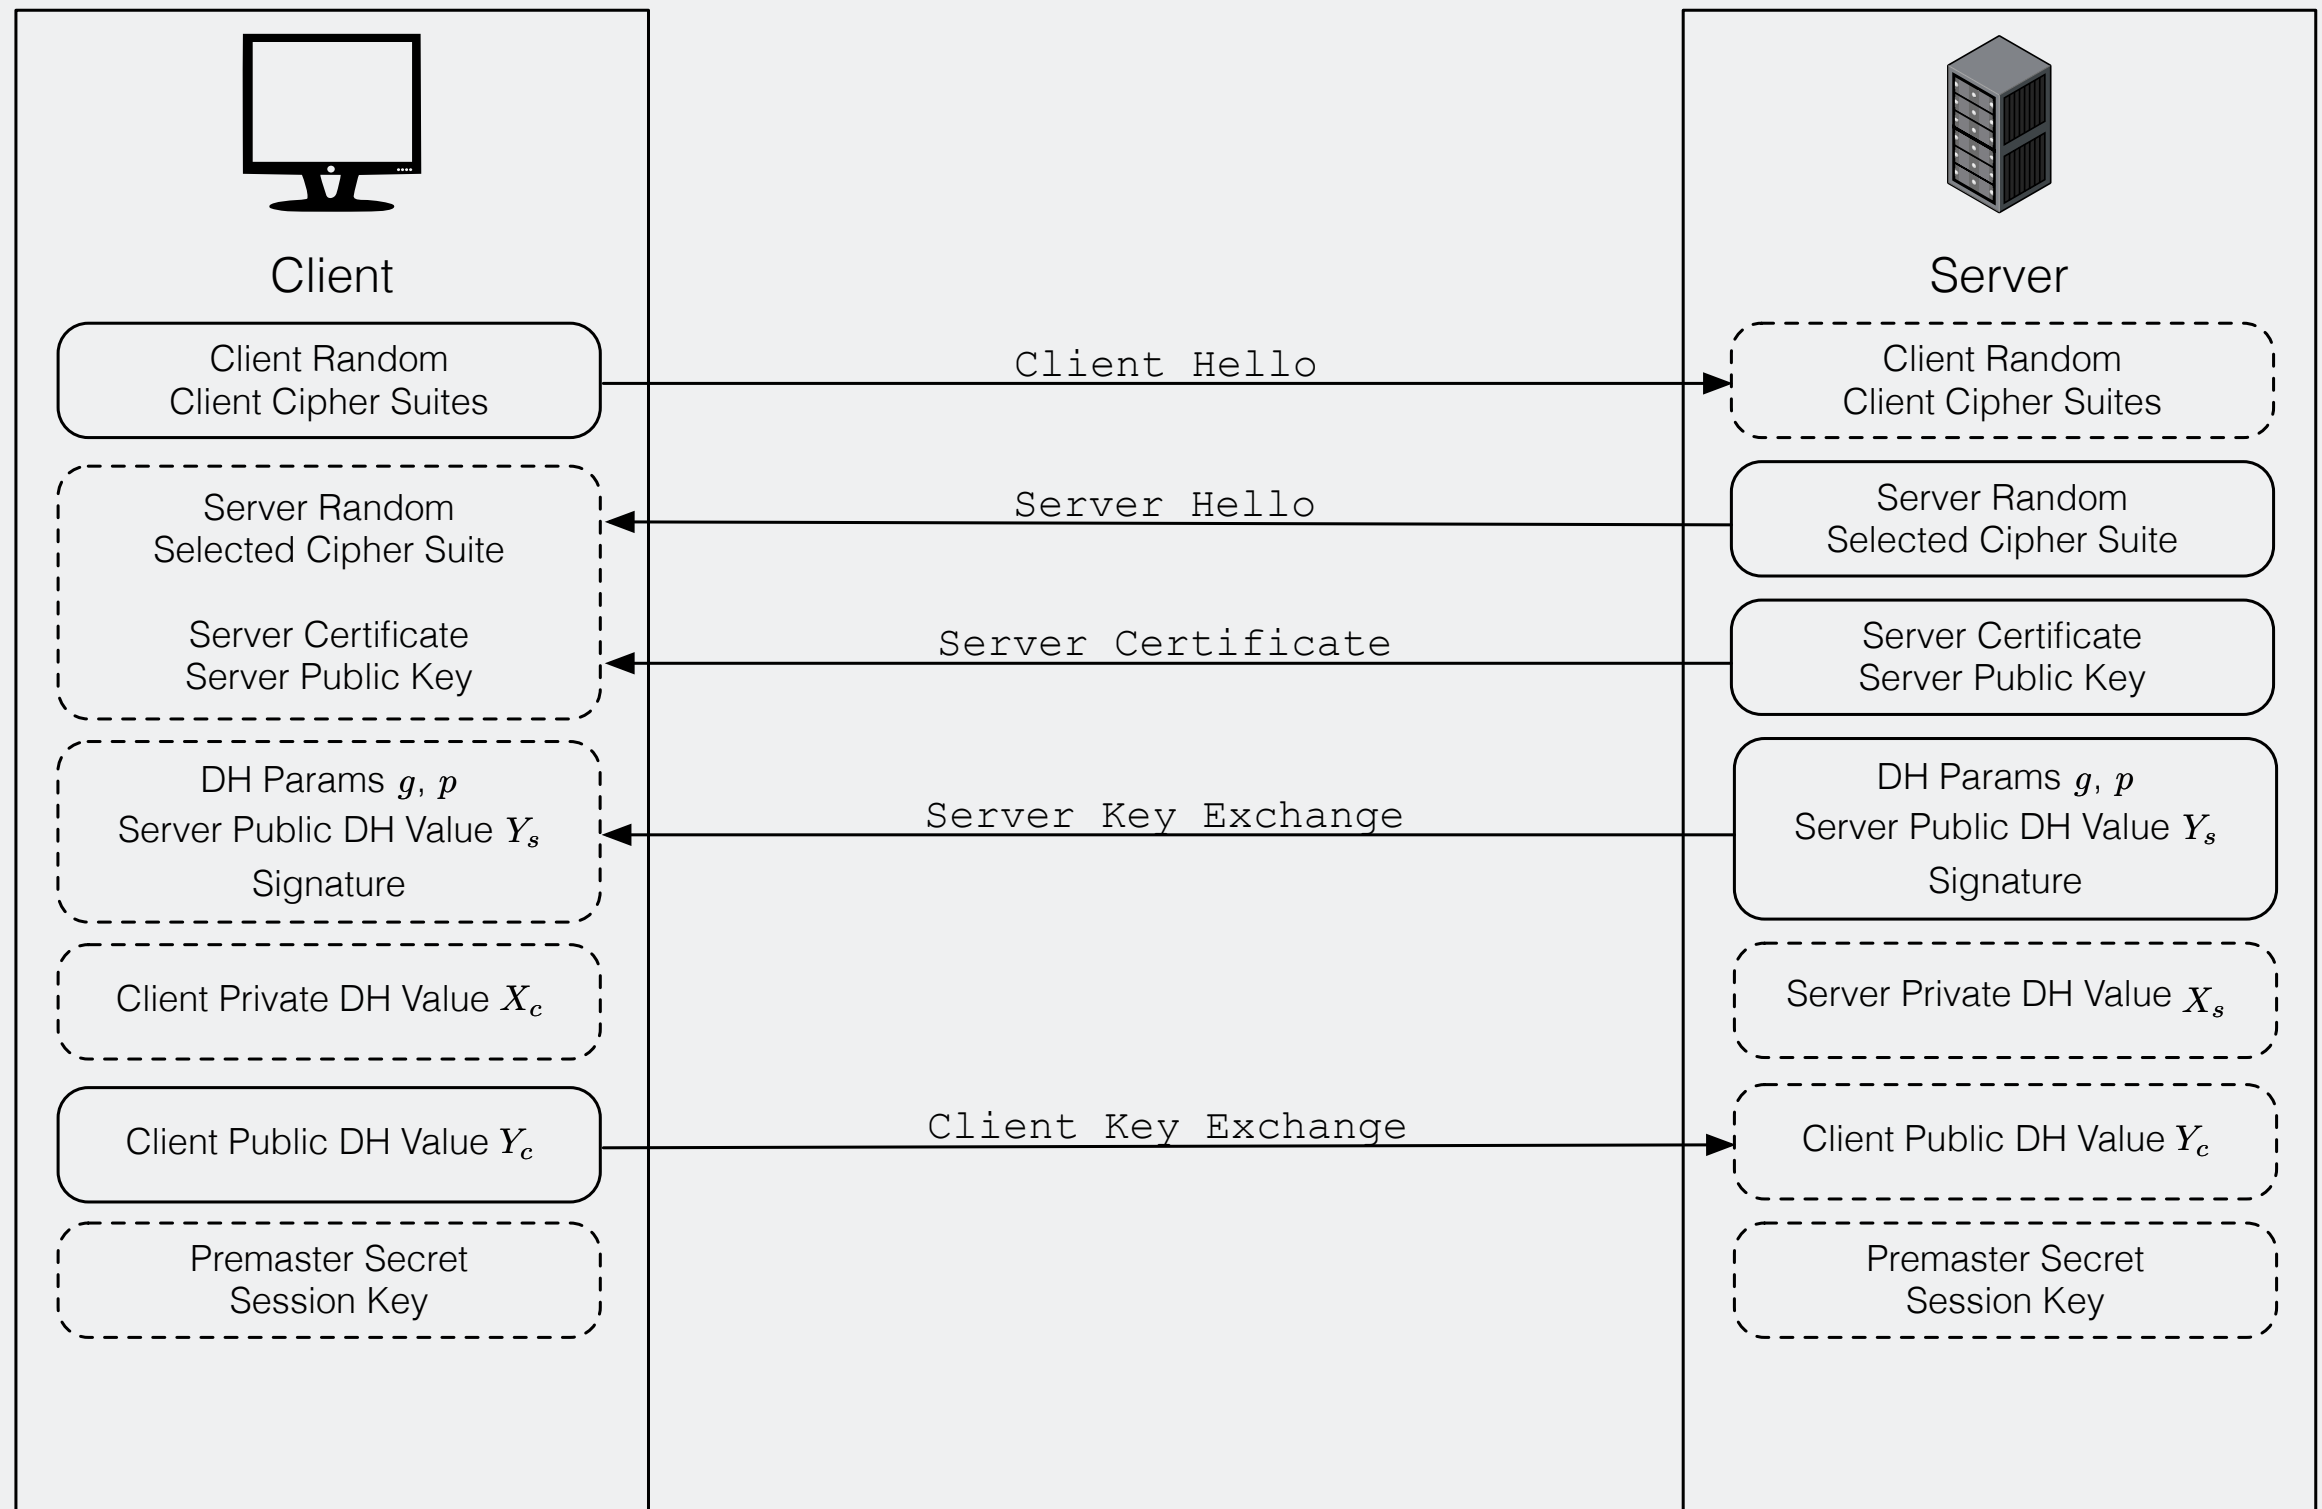 Client
Client Random
Client Cipher Suites
Server Random
Selected Cipher Suite
Server Certificate
Server Public Key
DH Params g, p
Server Public DH Value Yₛ
Signature
Client Private DH Value X_c
Client Public DH Value Y_c
Premaster Secret
Session Key
Client Hello
Server Hello
Server Certificate
Server Key Exchange
Client Key Exchange
Server
Client Random
Client Cipher Suites
Server Random
Selected Cipher Suite
Server Certificate
Server Public Key
DH Params g, p
Server Public DH Value Yₛ
Signature
Server Private DH Value Xₛ
Client Public DH Value Y_c
Premaster Secret
Session Key